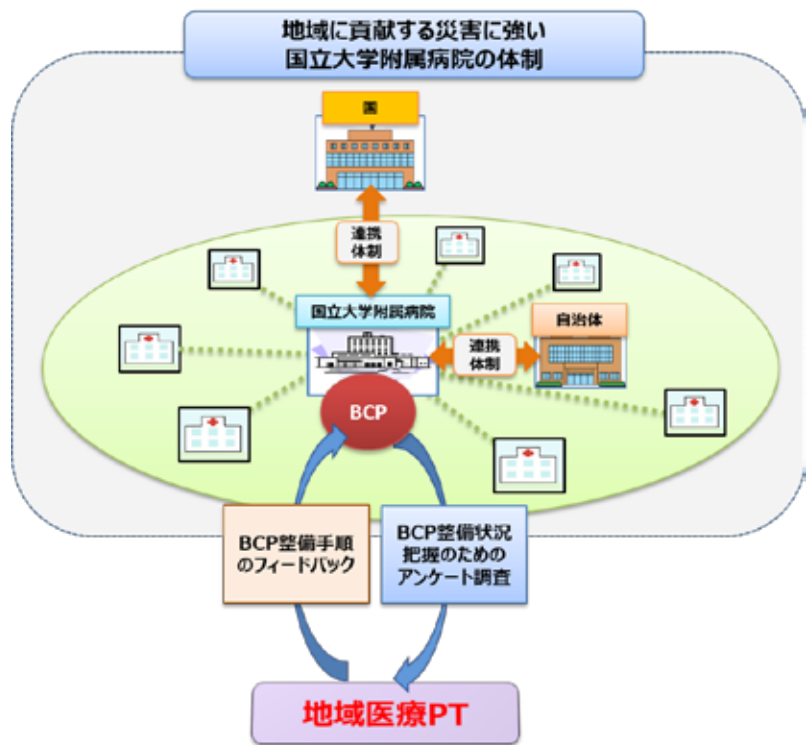 地域に貢献する災害に強い
国立大学附属病院の体制
国
連携
体制
国立大学附属病院
自治体
連携
体制
BCP
BCP整備手順
のフィードバック
BCP整備状況
把握のための
アンケート調査
地域医療PT